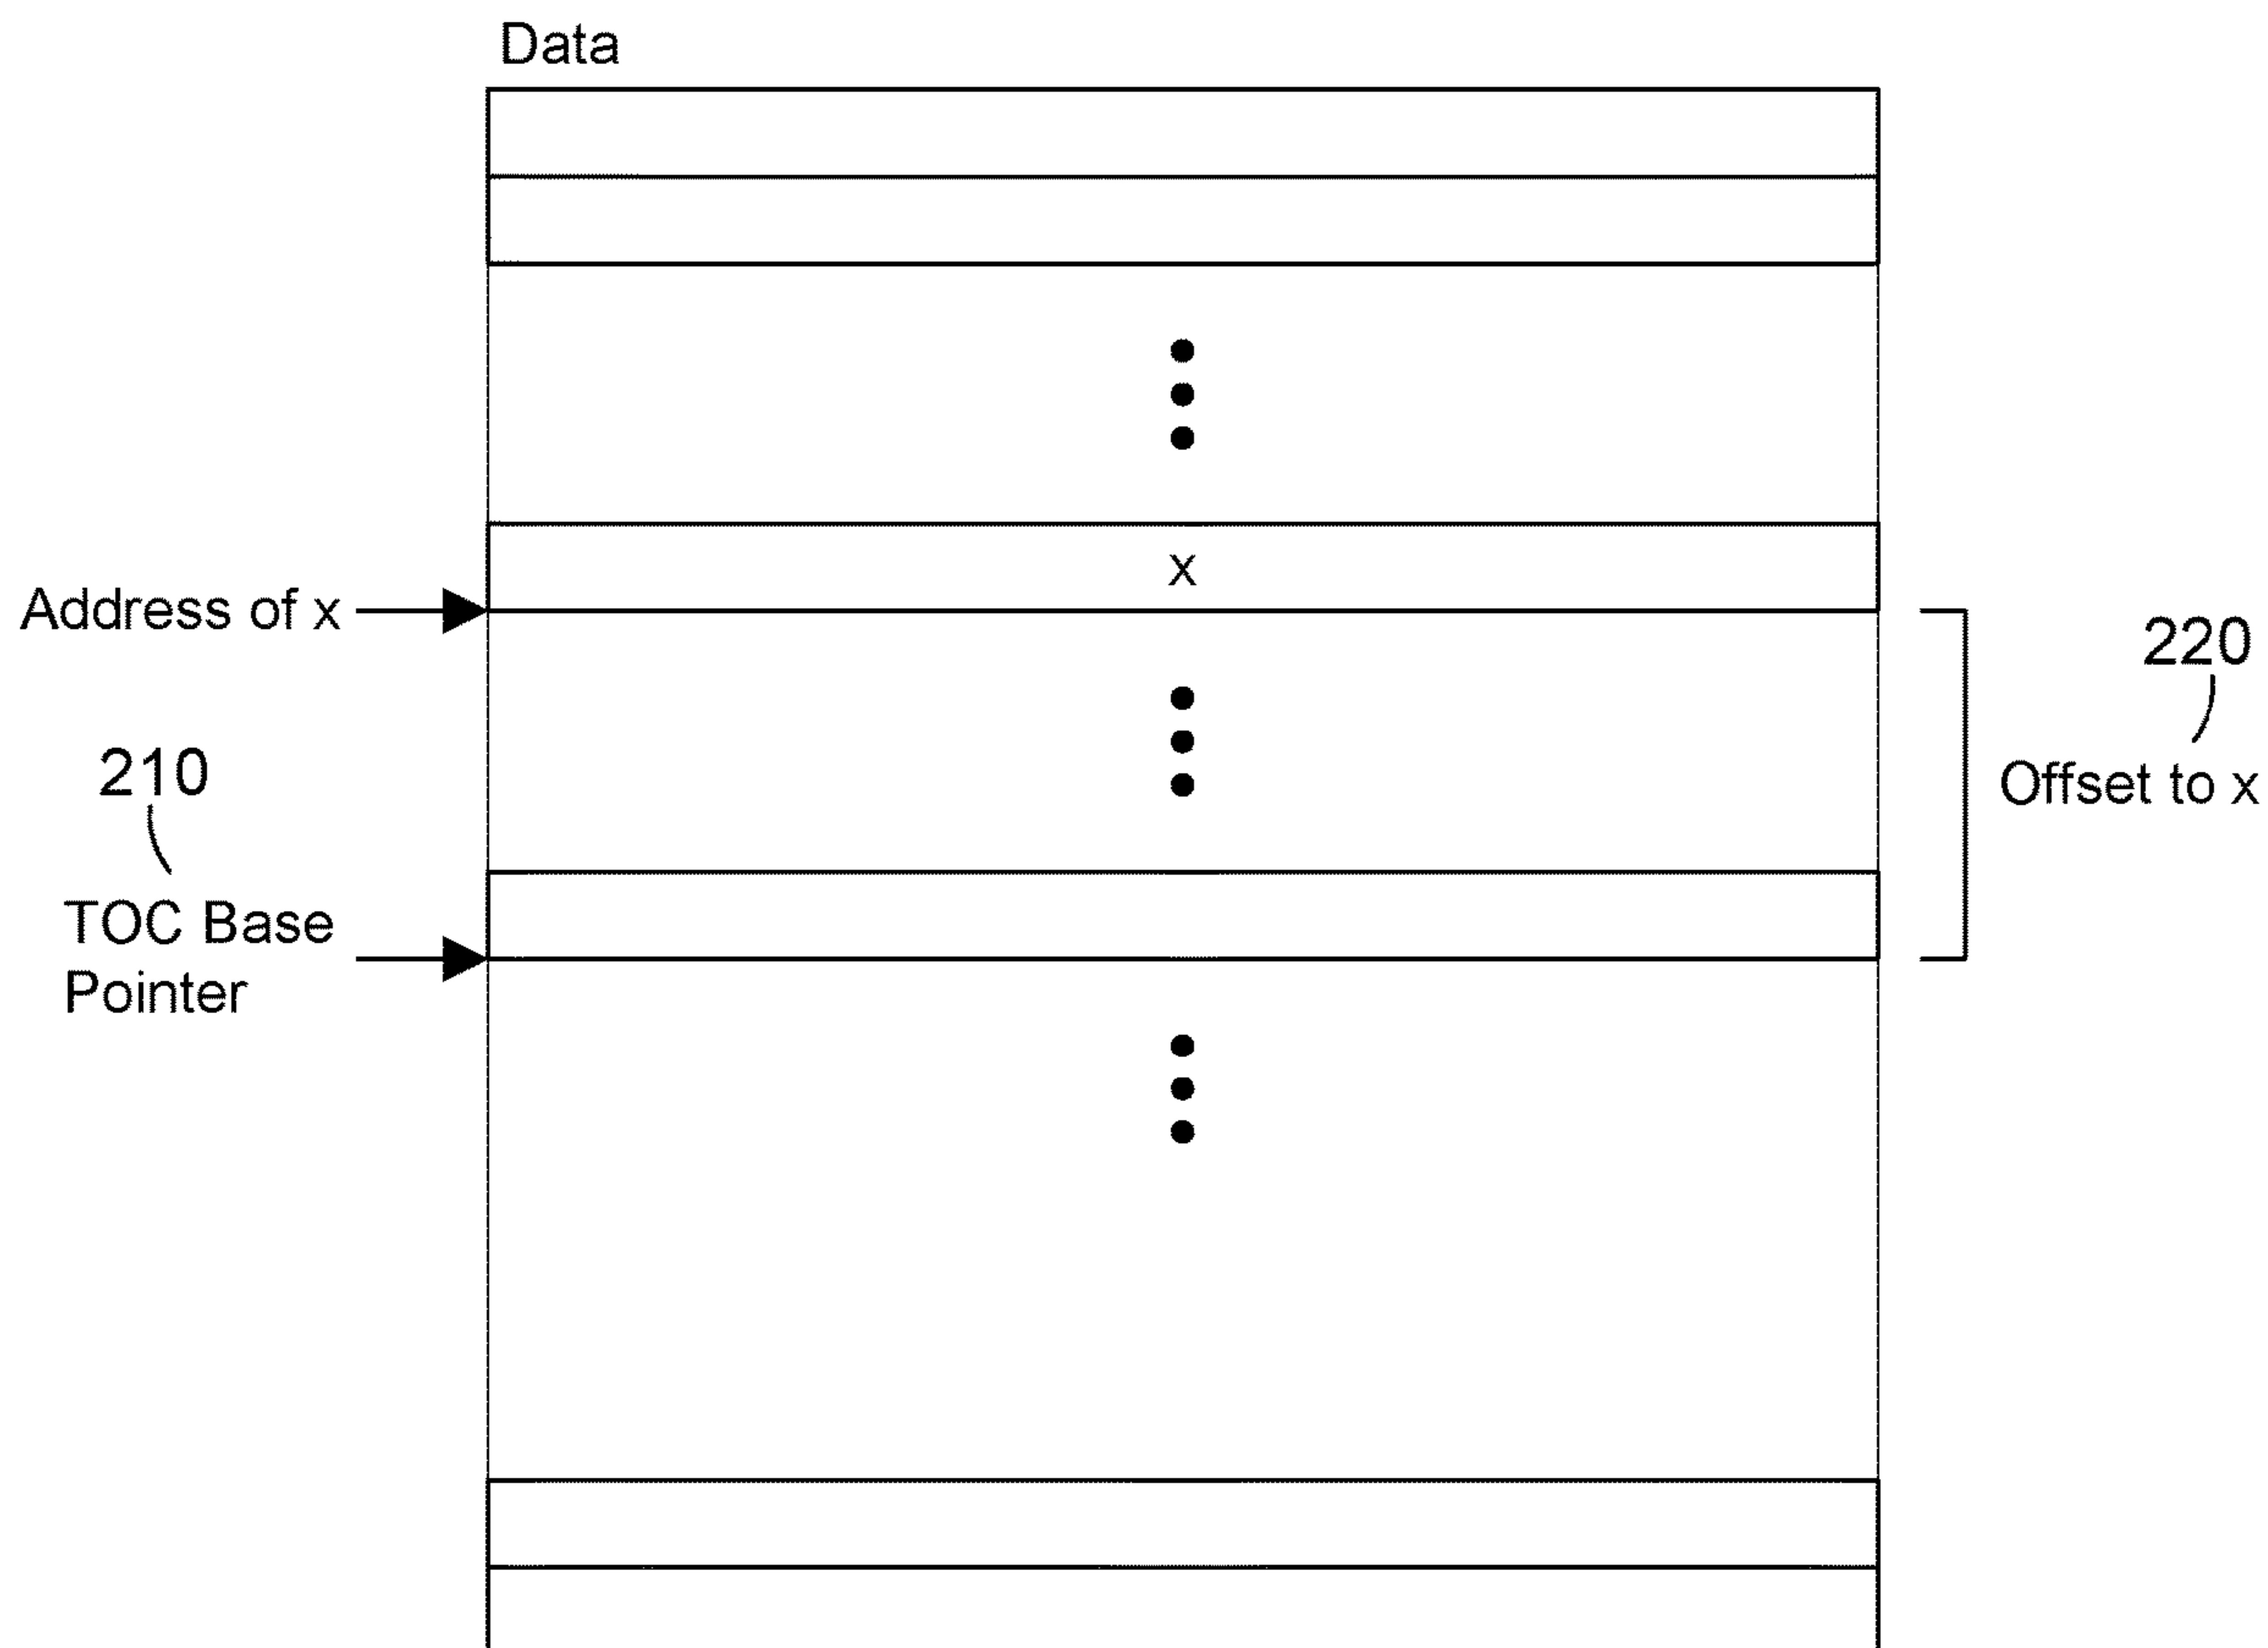 Data
x
Address of x
220
210
Offset to x
TOC Base
Pointer